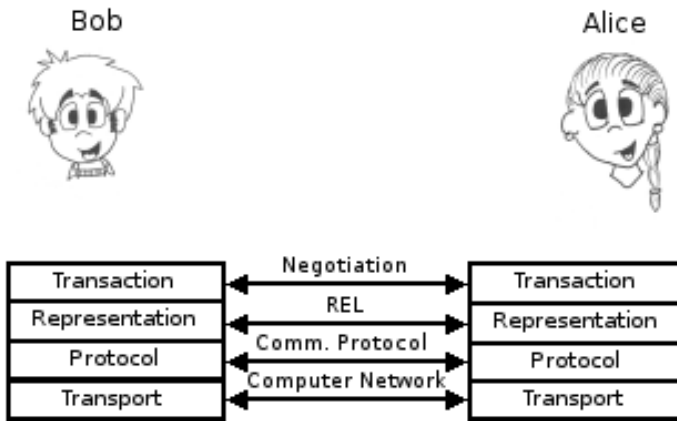 Bob
Alice
Transaction
Negotiation
Transaction
Representation
REL
Representation
Protocol
Comm. Protocol
Protocol
Transport
Computer Network
Transport